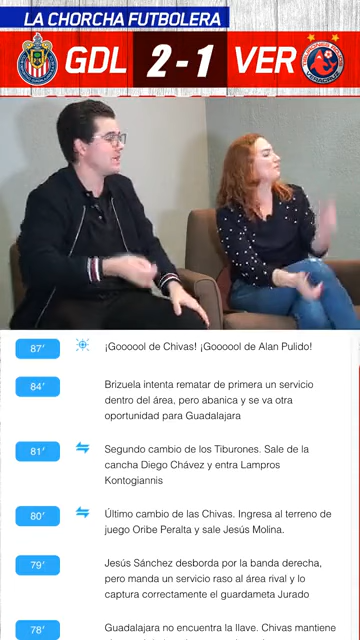 LA CHORCHA FUTBOLERA
GDL 2-1 VER
87' ¡Goooool de Chivas! ¡Goooool de Alan Pulido!
84' Brizuela intenta rematar de primera un servicio
dentro del área, pero abanica y se va otra
oportunidad para Guadalajara
81' Segundo cambio de los Tiburones. Sale de la
cancha Diego Chávez y entra Lampros
Kontogiannis
80' Último cambio de las Chivas. Ingresa al terreno de
juego Oribe Peralta y sale Jesús Molina.
79' Jesús Sánchez desborda por la banda derecha,
pero manda un servicio raso al área rival y lo
captura correctamente el guardameta Jurado
78' Guadalajara no encuentra la llave. Chivas mantiene